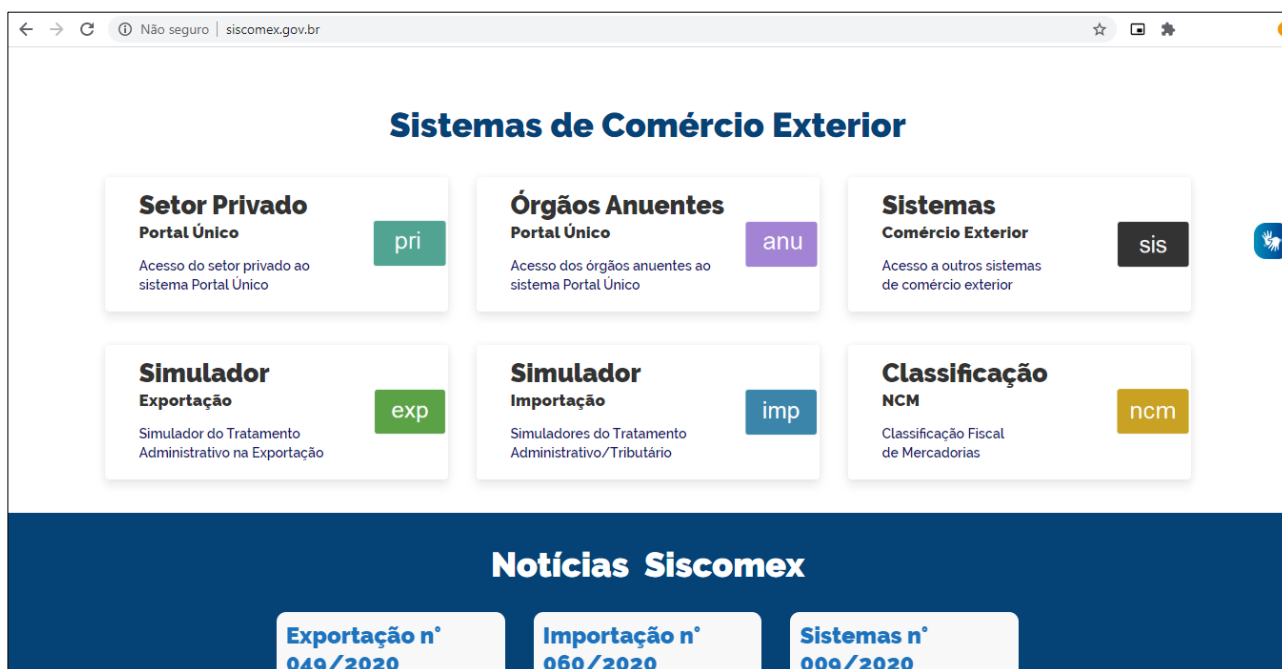 Não seguro | siscomex.gov.br
Sistemas de Comércio Exterior
Setor Privado
Portal Único
Acesso do setor privado ao
sistema Portal Único
pri
Órgãos Anuentes
Portal Único
Acesso dos órgãos anuentes ao
sistema Portal Único
anu
Sistemas
Comércio Exterior
Acesso a outros sistemas
de comércio exterior
sis
Simulador
Exportação
Simulador do Tratamento
Administrativo na Exportação
exp
Simulador
Importação
Simuladores do Tratamento
Administrativo/Tributário
imp
Classificação
NCM
Classificação Fiscal
de Mercadorias
ncm
Notícias Siscomex
Exportação n°
049/2020
Importação n°
060/2020
Sistemas n°
009/2020